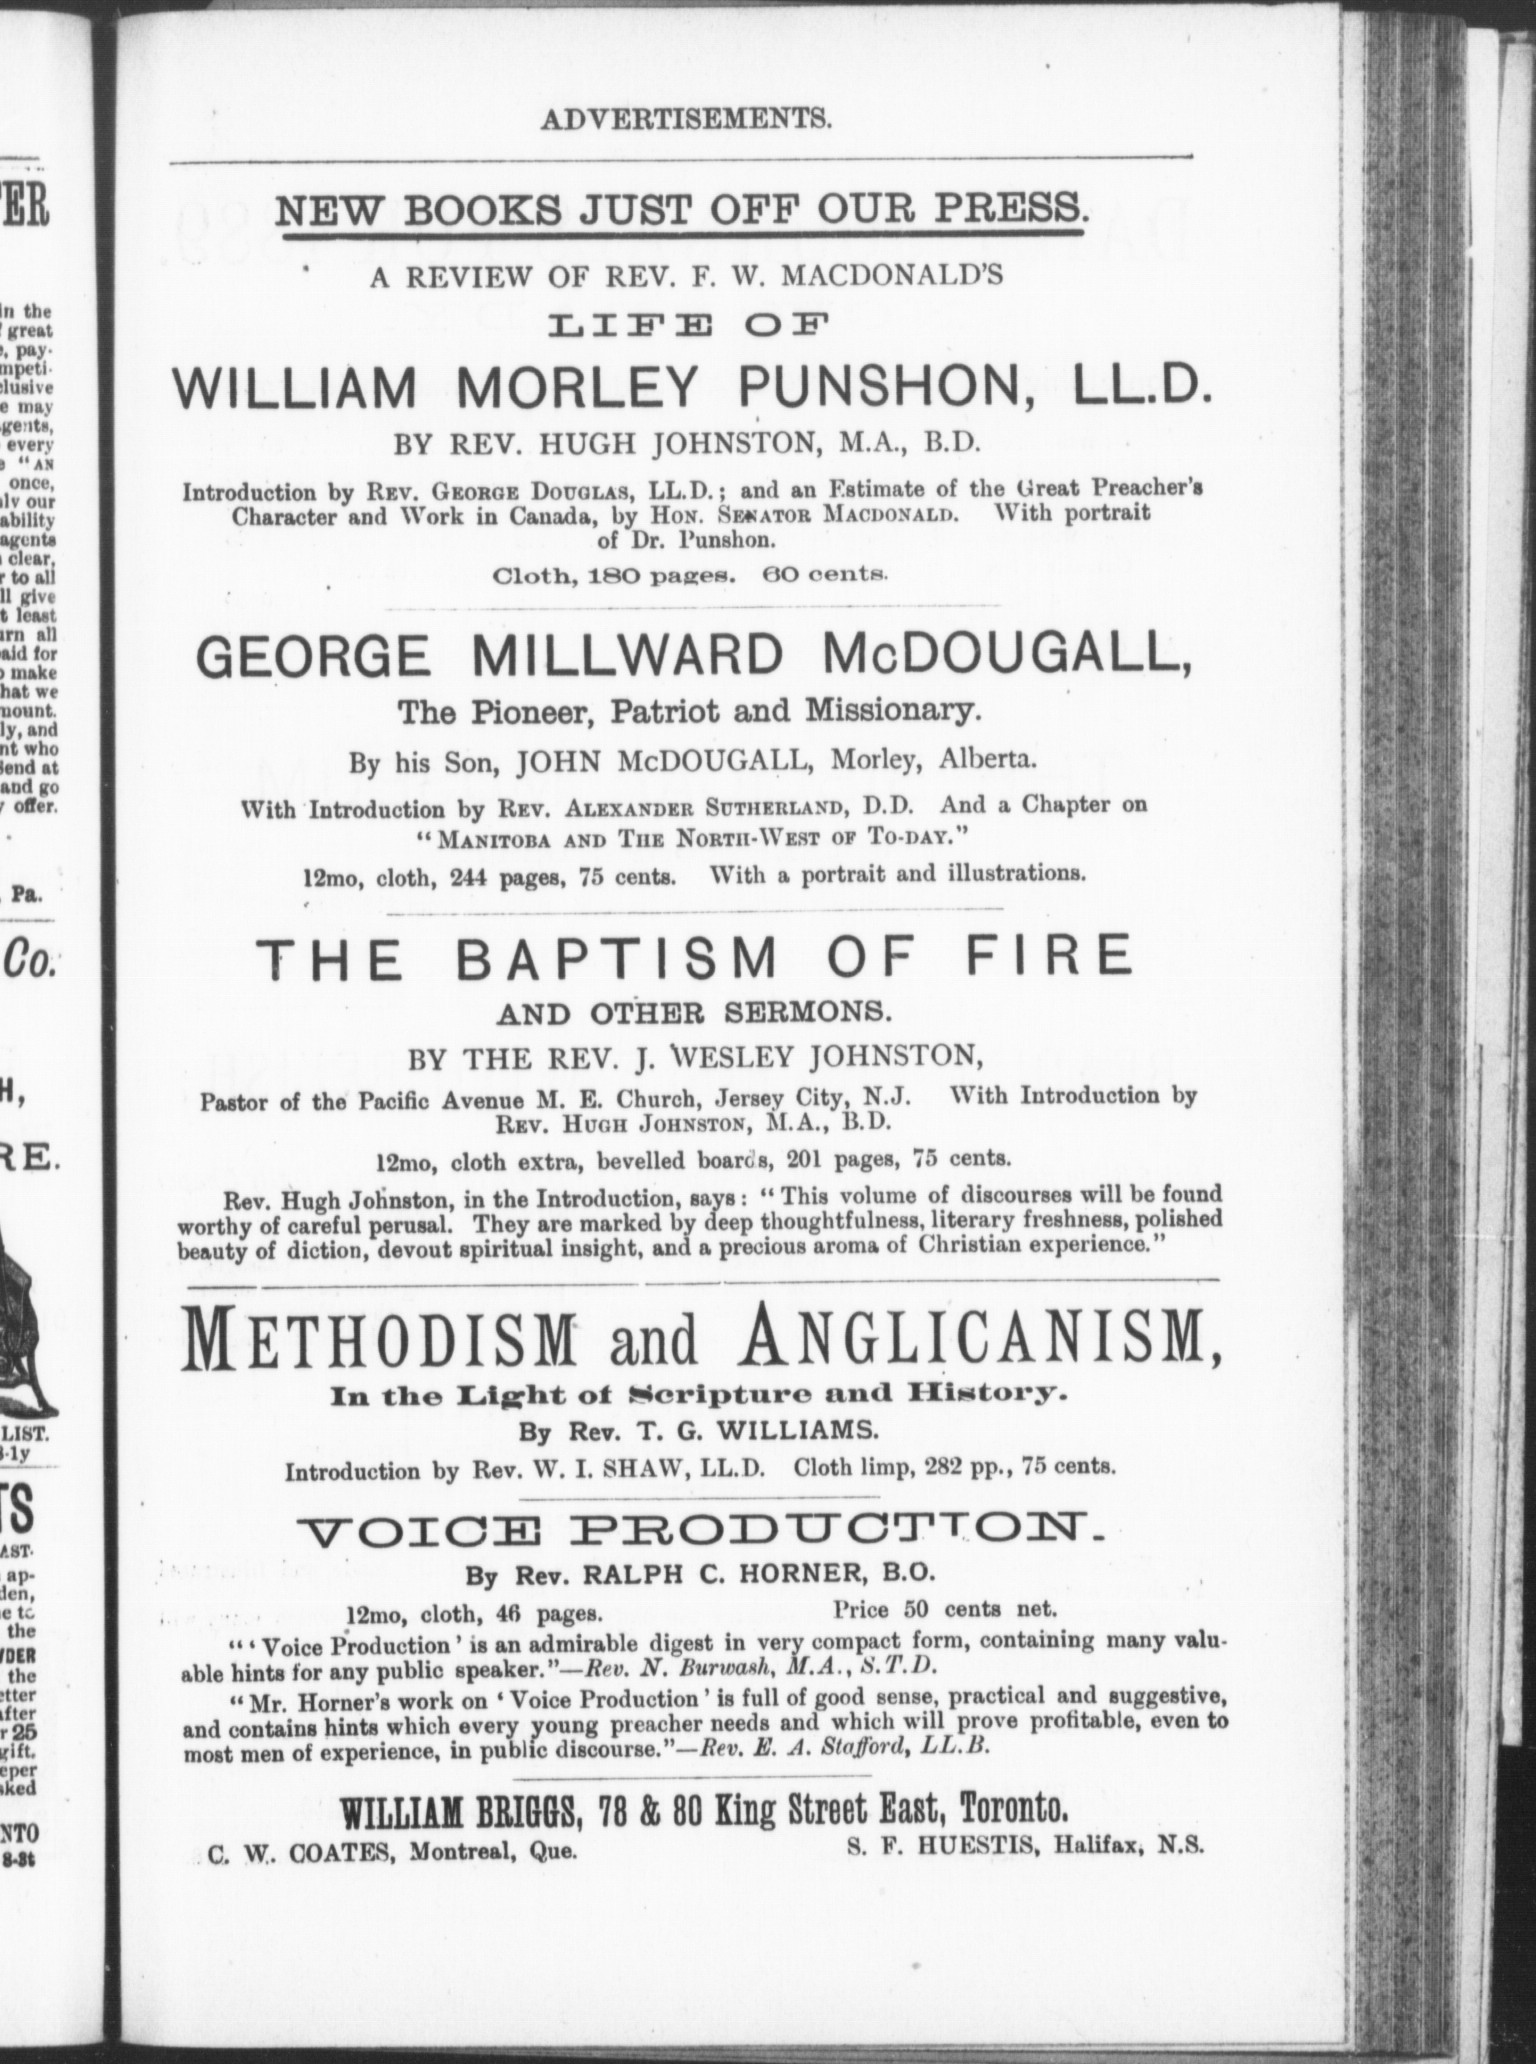 ADVERTISEMENTS.
NEW BOOKS JUST OFF OUR PRESS.
A REVIEW OF REV. F. W. MACDONALD'S
LIFE OF
WILLIAM MORLEY PUNSHON, LL.D.
BY REV. HUGH JOHNSTON, M.A., B.D.
Introduction by REV. GEORGE DOUGLAS, LL.D.; and an Estimate of the Great Preacher's
Character and Work in Canada, by HON. SENATOR MACDONALD. With portrait
of Dr. Punshon.
Cloth, 180 pages. 60 cents.
GEORGE MILLWARD McDOUGALL,
The Pioneer, Patriot and Missionary.
By his Son, JOHN McDOUGALL, Morley, Alberta.
With Introduction by REV. ALEXANDER SUTHERLAND, D.D. And a Chapter on
"MANITOBA AND THE NORTH-WEST OF TO-DAY."
12mo, cloth, 244 pages, 75 cents. With a portrait and illustrations.
THE BAPTISM OF FIRE
AND OTHER SERMONS.
BY THE REV. J. WESLEY JOHNSTON,
Pastor of the Pacific Avenue M. E. Church, Jersey City, N.J. With Introduction by
REV. HUGH JOHNSTON, M.A., B.D.
12mo, cloth extra, bevelled boards, 201 pages, 75 cents.
Rev. Hugh Johnston, in the Introduction, says: "This volume of discourses will be found
worthy of careful perusal. They are marked by deep thoughtfulness, literary freshness, polished
beauty of diction, devout spiritual insight, and a precious aroma of Christian experience."
METHODISM and ANGLICANISM,
In the Light of Scripture and History.
By Rev. T. G. WILLIAMS.
Introduction by Rev. W. I. SHAW, LL.D. Cloth limp, 282 pp., 75 cents.
VOICE PRODUCTION.
By Rev. RALPH C. HORNER, B.O.
12mo, cloth, 46 pages. Price 50 cents net.
"'Voice Production' is an admirable digest in very compact form, containing many valu-
able hints for any public speaker."—Rev. N. Burwash, M.A., S.T.D.
"Mr. Horner's work on 'Voice Production' is full of good sense, practical and suggestive,
and contains hints which every young preacher needs and which will prove profitable, even to
most men of experience, in public discourse."—Rev. E. A. Stafford, LL.B.
WILLIAM BRIGGS, 78 & 80 King Street East, Toronto.
C. W. COATES, Montreal, Que. S. F. HUESTIS, Halifax, N.S.